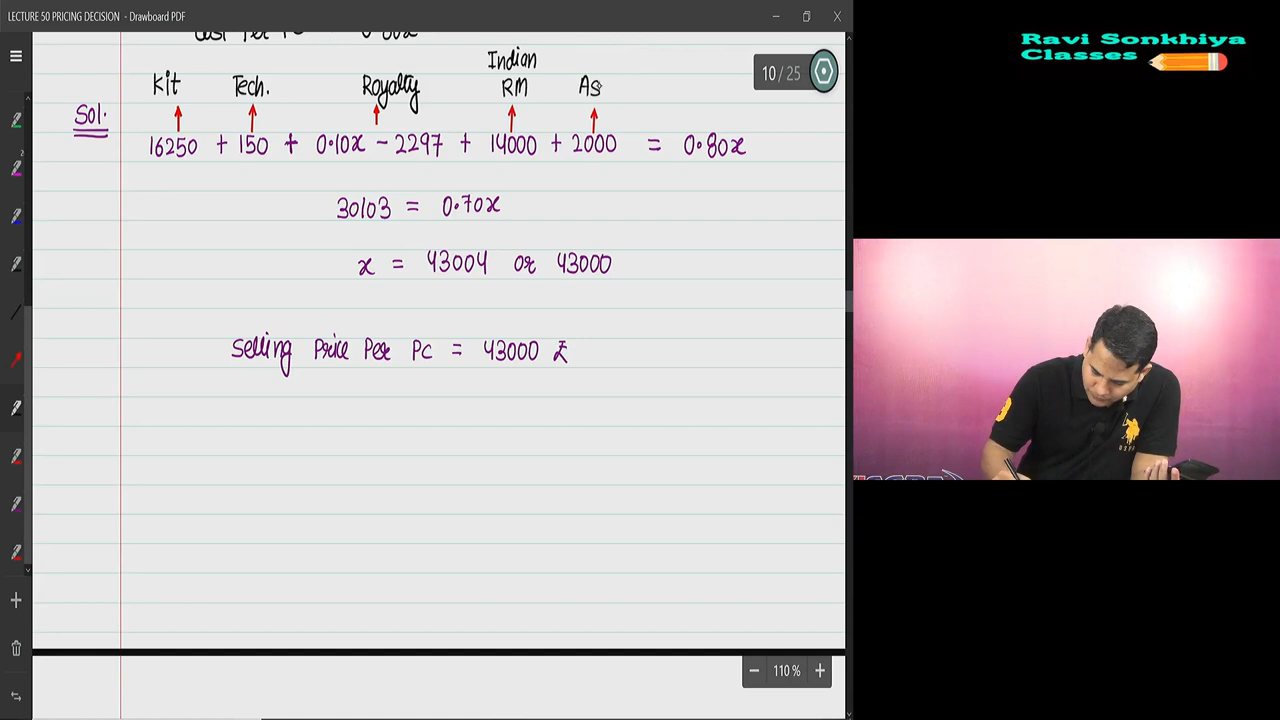 LECTURE 50 PRICING DECISION - Drawboard PDF
Ravi Sonkhiya
Classes
10 / 25
Indian
Kit Tech. Royalty RM As
Sol.
16250 + 150 + 0.10x - 2297 + 14000 + 2000 = 0.80x
30103 = 0.70x
x = 43004 or 43000
Selling Price Per PC = 43000 ₹
110 %